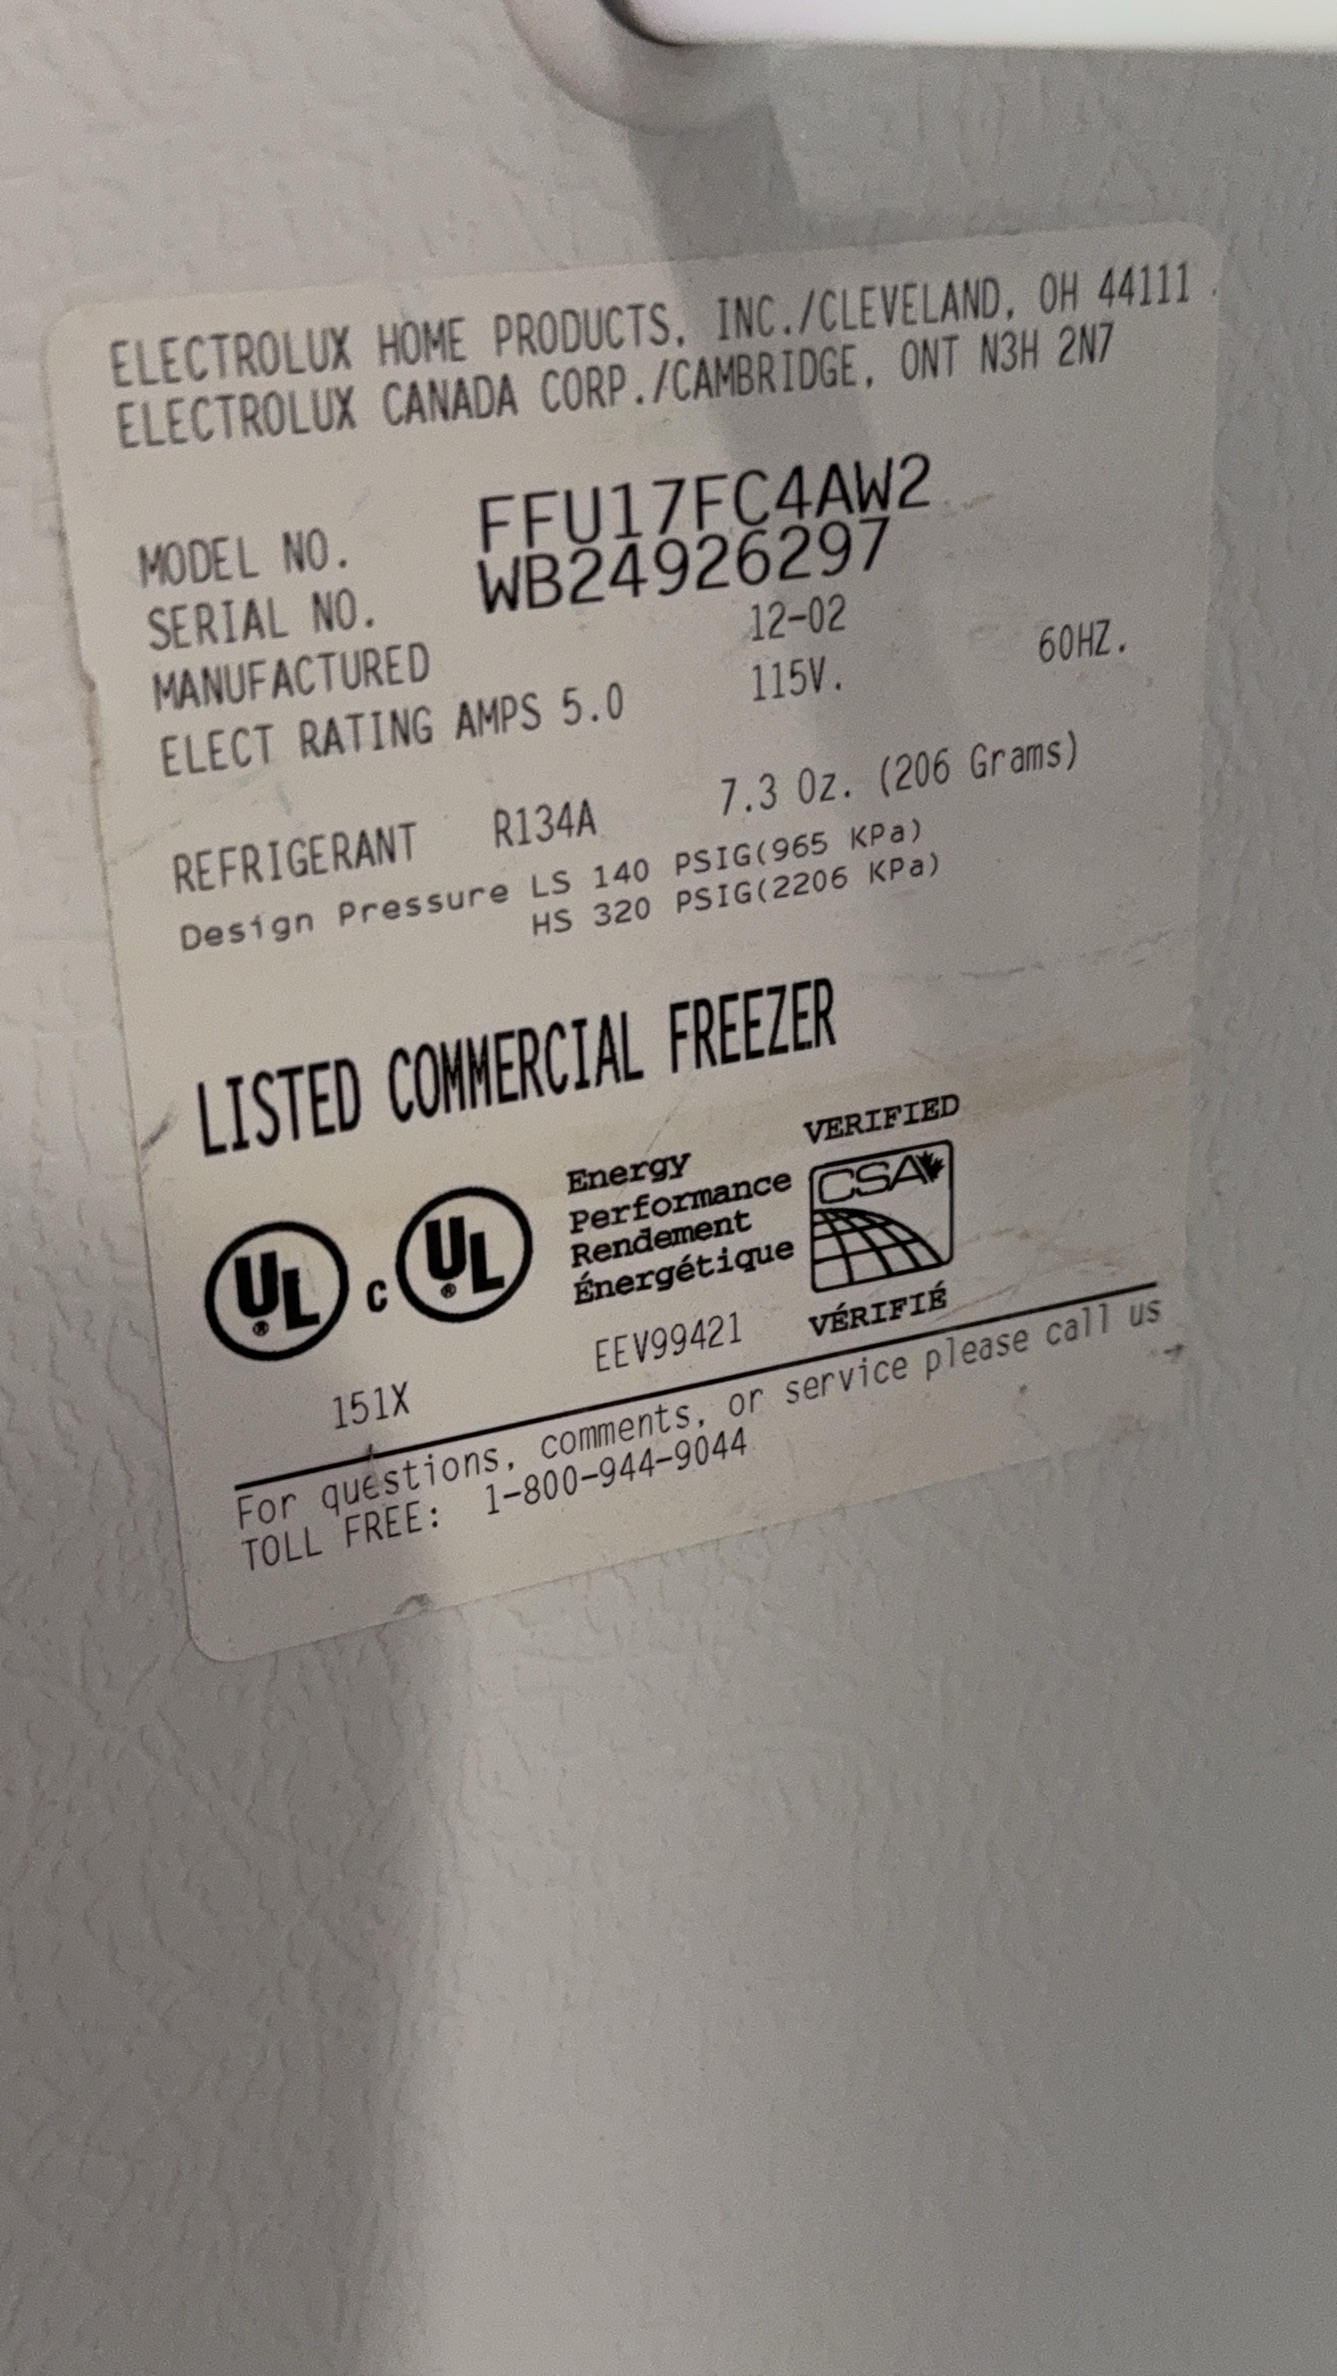 ELECTROLUX HOME PRODUCTS, INC./CLEVELAND, OH 44111
ELECTROLUX CANADA CORP./CAMBRIDGE, ONT N3H 2N7
MODEL NO. FFU17FC4AW2
SERIAL NO. WB24926297
MANUFACTURED 12-02
ELECT RATING AMPS 5.0 115V. 60HZ.
REFRIGERANT R134A 7.3 Oz. (206 Grams)
Design Pressure LS 140 PSIG(965 KPa)
HS 320 PSIG(2206 KPa)
LISTED COMMERCIAL FREEZER
UL® c UL®
151X
Energy
Performance
Rendement
Énergétique
EEV99421
VERIFIED
CSA
VÉRIFIÉ
For questions, comments, or service please call us
TOLL FREE: 1-800-944-9044